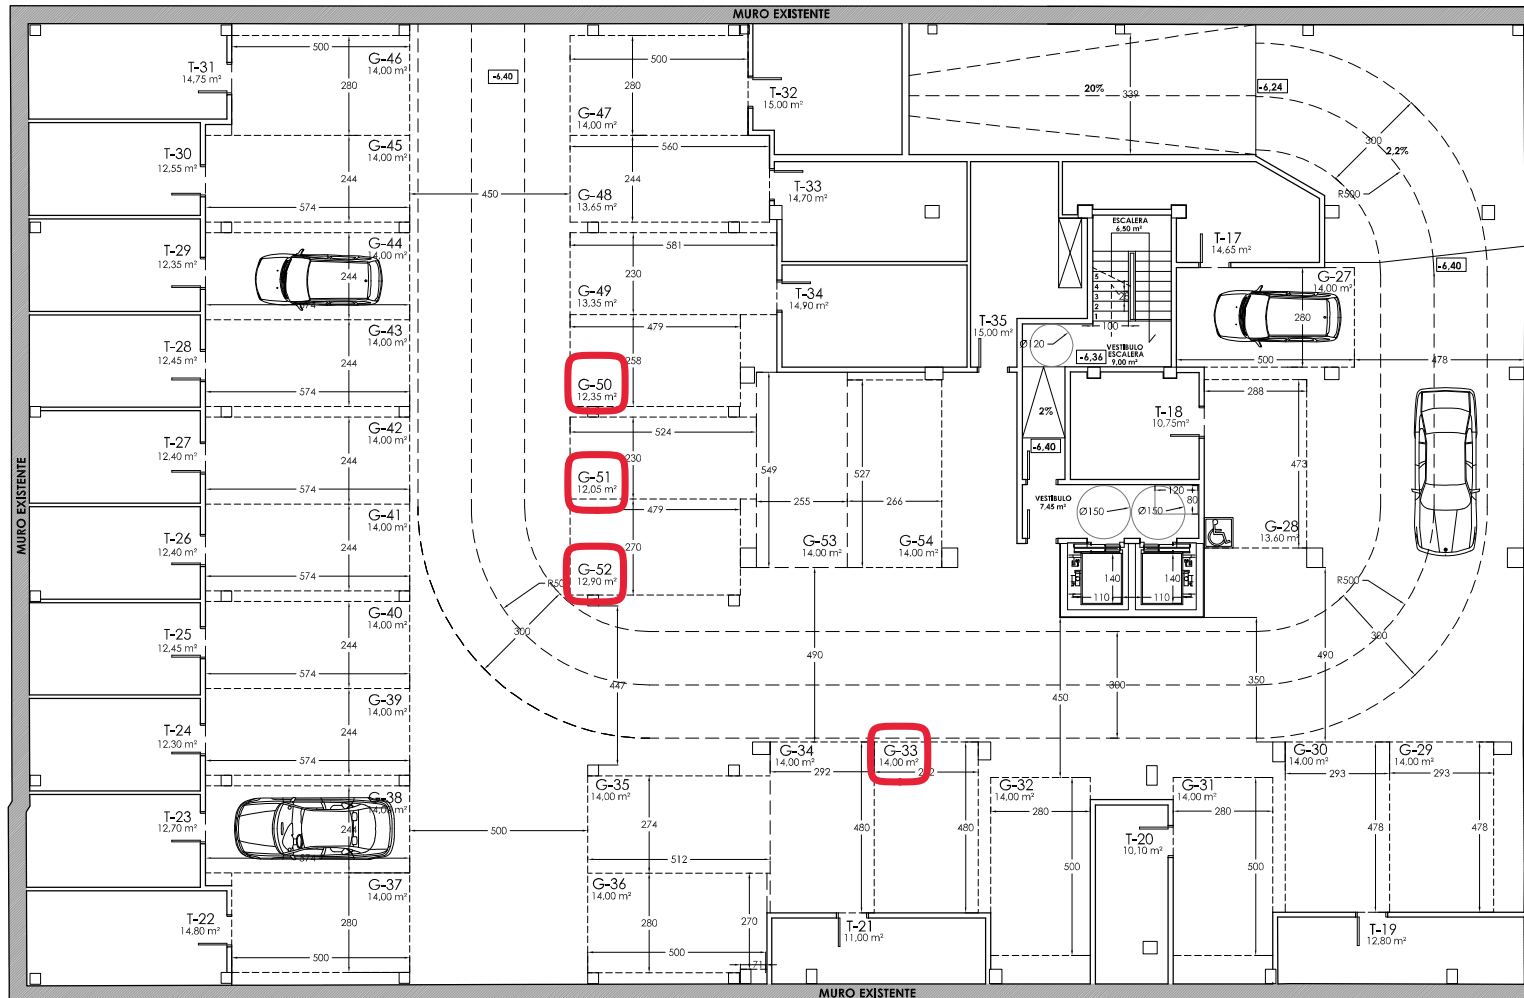 MURO EXISTENTE
T-31
14,75 m²
500
G-46
14,00 m²
280
-6,40
500
280
G-47
14,00 m²
T-32
15,00 m²
20%
339
-6,24
300
2,2%
R500
T-30
12,55 m²
G-45
14,00 m²
244
574
450
560
244
G-48
13,65 m²
T-33
14,70 m²
ESCALERA
6,50 m²
T-17
14,65 m²
T-29
12,35 m²
G-44
14,00 m²
244
574
581
230
G-49
13,35 m²
T-34
14,90 m²
5
4
3
2
1
100
-6,40
G-27
14,00 m²
280
500
478
T-28
12,45 m²
G-43
14,00 m²
244
574
479
258
G-50
12,35 m²
T-35
15,00 m²
Ø120
-6,36
VESTÍBULO
ESCALERA
9,00 m²
T-27
12,40 m²
G-42
14,00 m²
244
574
524
230
G-51
12,05 m²
549
527
255
266
2%
-6,40
T-18
10,75m²
288
473
MURO EXISTENTE
T-26
12,40 m²
G-41
14,00 m²
244
574
479
270
G-52
12,90 m²
G-53
14,00 m²
G-54
14,00 m²
VESTÍBULO
7,45 m²
Ø150
Ø150
120
80
G-28
13,60 m²
140
140
110
110
T-25
12,45 m²
G-40
14,00 m²
244
574
300
447
490
450
300
350
490
R500
300
T-24
12,30 m²
G-39
14,00 m²
244
574
G-34
14,00 m²
292
G-33
14,00 m²
G-30
14,00 m²
293
G-29
14,00 m²
293
T-23
12,70 m²
G-38
244
574
500
G-35
14,00 m²
274
512
480
480
G-32
14,00 m²
280
500
T-20
10,10 m²
G-31
14,00 m²
280
500
478
478
T-22
14,80 m²
G-37
14,00 m²
280
500
G-36
14,00 m²
280
270
500
71
T-21
11,00 m²
T-19
12,80 m²
MURO EXISTENTE